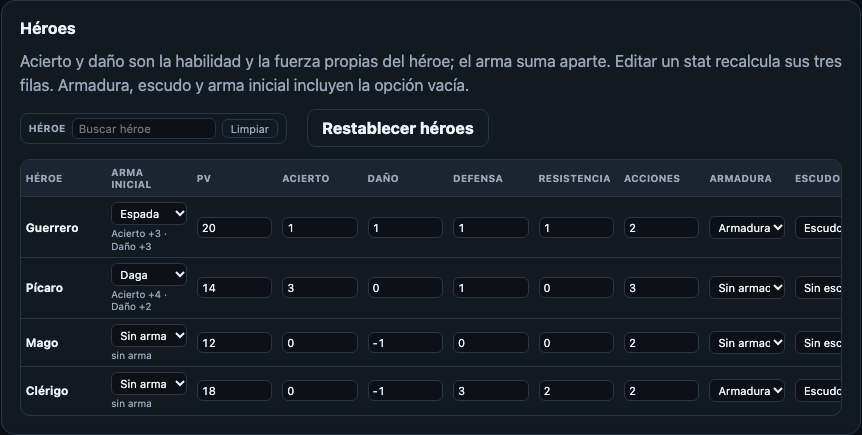 Héroes
Acierto y daño son la habilidad y la fuerza propias del héroe; el arma suma aparte. Editar un stat recalcula sus tres
filas. Armadura, escudo y arma inicial incluyen la opción vacía.
HÉROE Buscar héroe Limpiar Restablecer héroes
HÉROE ARMA INICIAL PV ACIERTO DAÑO DEFENSA RESISTENCIA ACCIONES ARMADURA ESCUDO
Guerrero Espada 20 1 1 1 1 2 Armadura Escudo
Acierto +3 ·
Daño +3
Pícaro Daga 14 3 0 1 0 3 Sin armad Sin esc
Acierto +4 ·
Daño +2
Mago Sin arma 12 0 -1 0 0 2 Sin armad Sin esc
sin arma
Clérigo Sin arma 18 0 -1 3 2 2 Armadura Escudo
sin arma